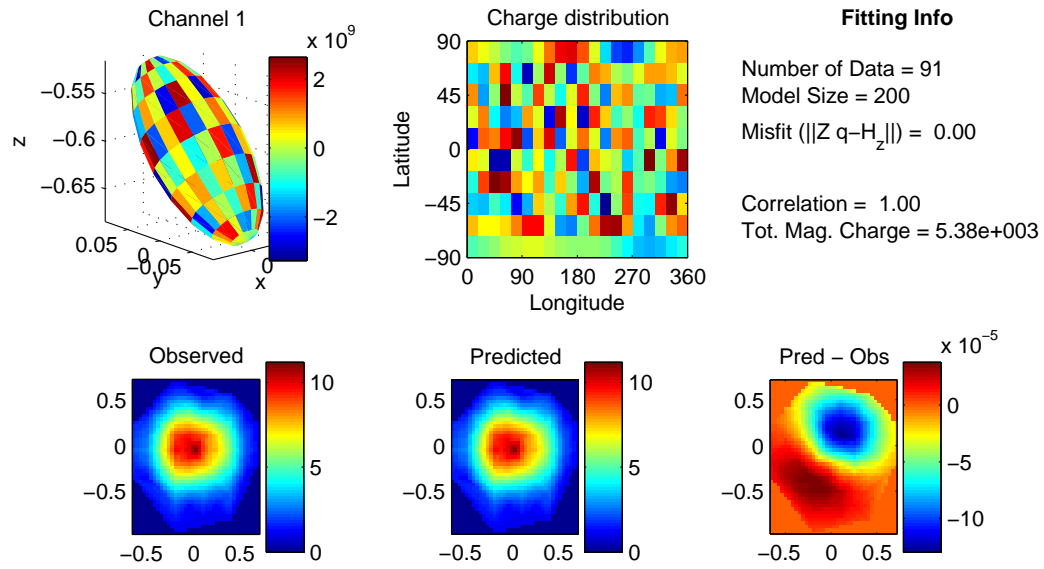 Channel 1
x 10^9
−0.55
−0.6
−0.65
z
0.05
0
−0.05
y
0
x
2
0
−2
Charge distribution
90
45
0
−45
−90
Latitude
0 90 180 270 360
Longitude
Fitting Info
Number of Data = 91
Model Size = 200
Misfit (||Z q−H_z||) = 0.00
Correlation = 1.00
Tot. Mag. Charge = 5.38e+003
Observed
0.5
0
−0.5
−0.5 0 0.5
10
5
0
Predicted
0.5
0
−0.5
−0.5 0 0.5
10
5
0
Pred − Obs
x 10^−5
0.5
0
−0.5
−0.5 0 0.5
0
−5
−10